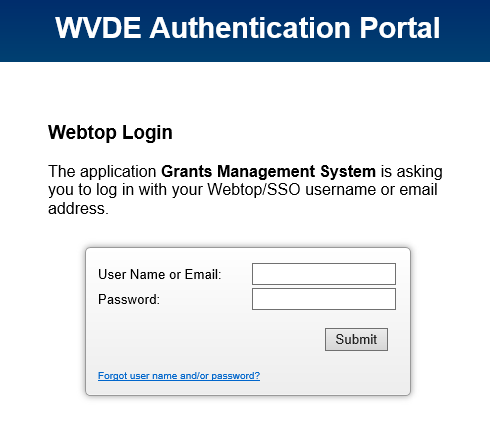 WVDE Authentication Portal
Webtop Login
The application Grants Management System is asking
you to log in with your Webtop/SSO username or email
address.
User Name or Email:
Password:
Submit
Forgot user name and/or password?